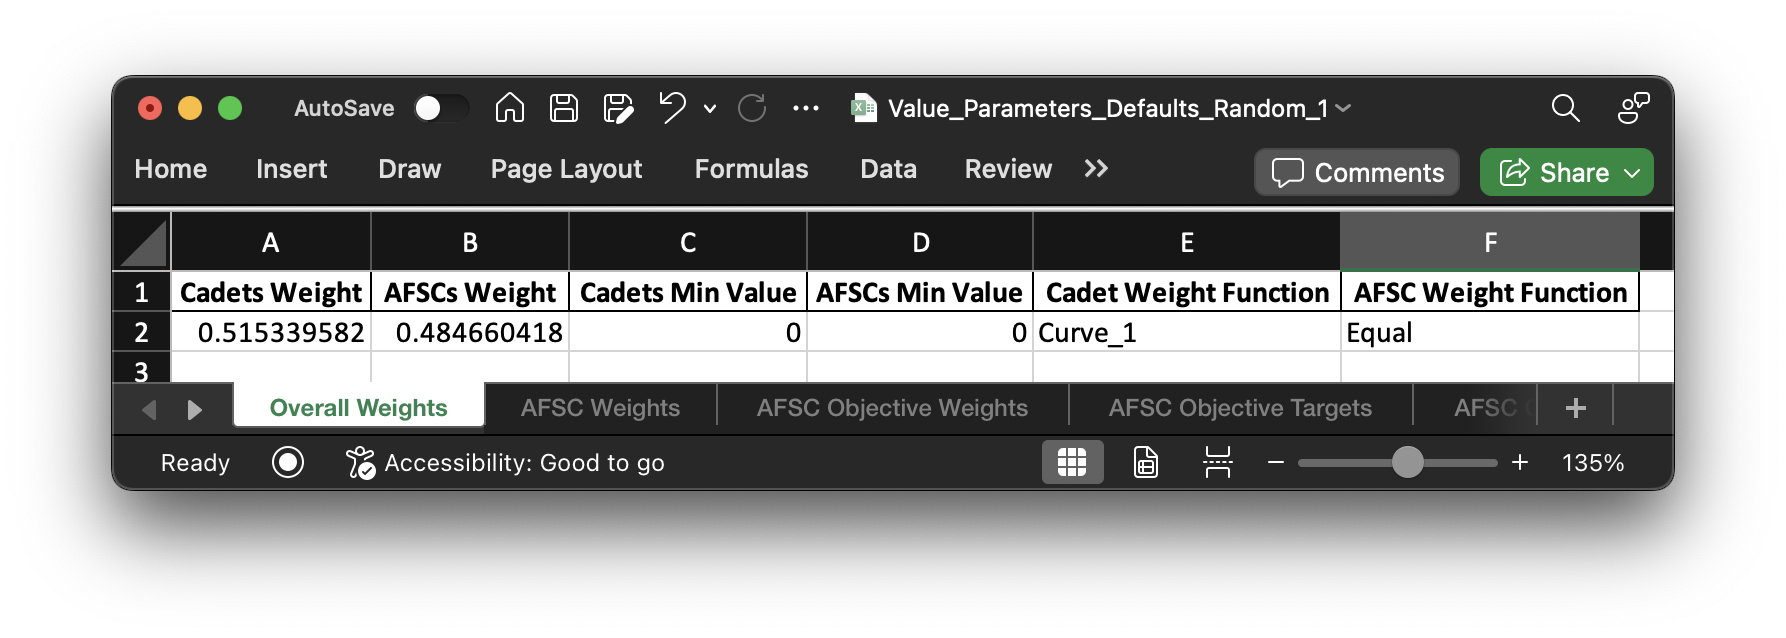 AutoSave Value_Parameters_Defaults_Random_1
Home Insert Draw Page Layout Formulas Data Review Comments Share
A B C D E F
1 Cadets Weight AFSCs Weight Cadets Min Value AFSCs Min Value Cadet Weight Function AFSC Weight Function
2 0.515339582 0.484660418 0 0 Curve_1 Equal
3
Overall Weights AFSC Weights AFSC Objective Weights AFSC Objective Targets AFSC
Ready Accessibility: Good to go 135%